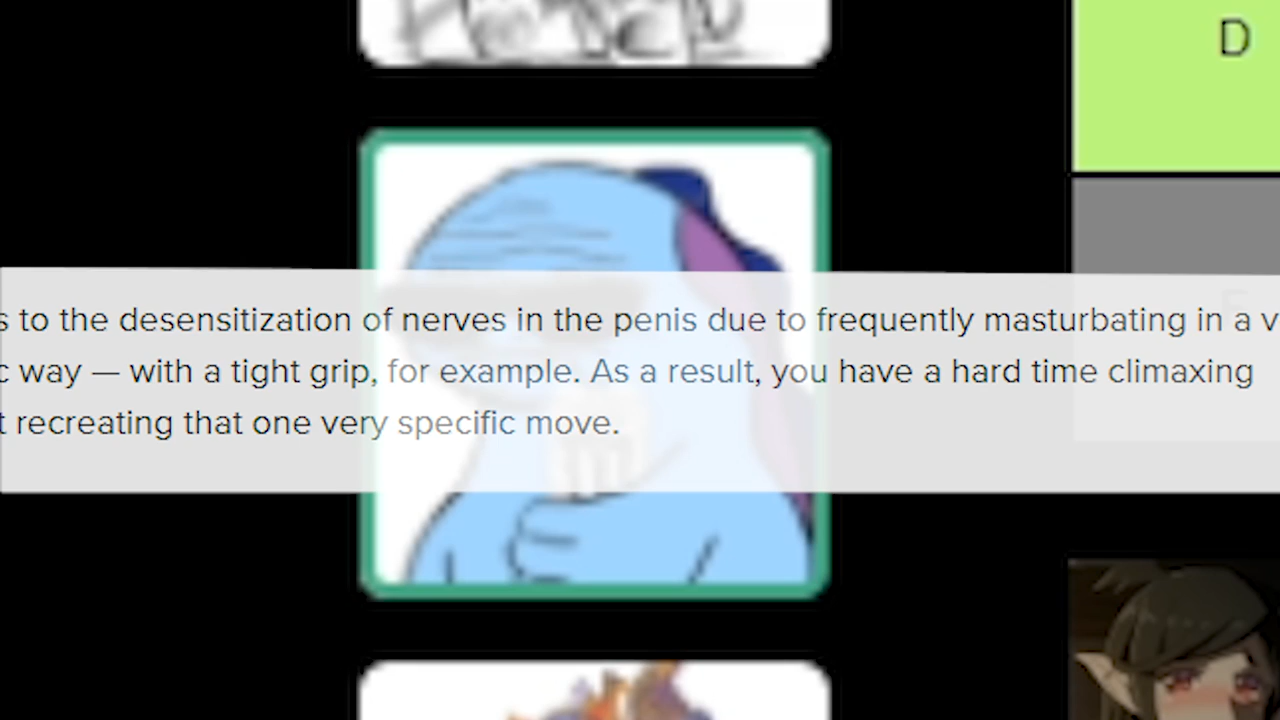 D
s to the desensitization of nerves in the penis due to frequently masturbating in a v
c way — with a tight grip, for example. As a result, you have a hard time climaxing
t recreating that one very specific move.